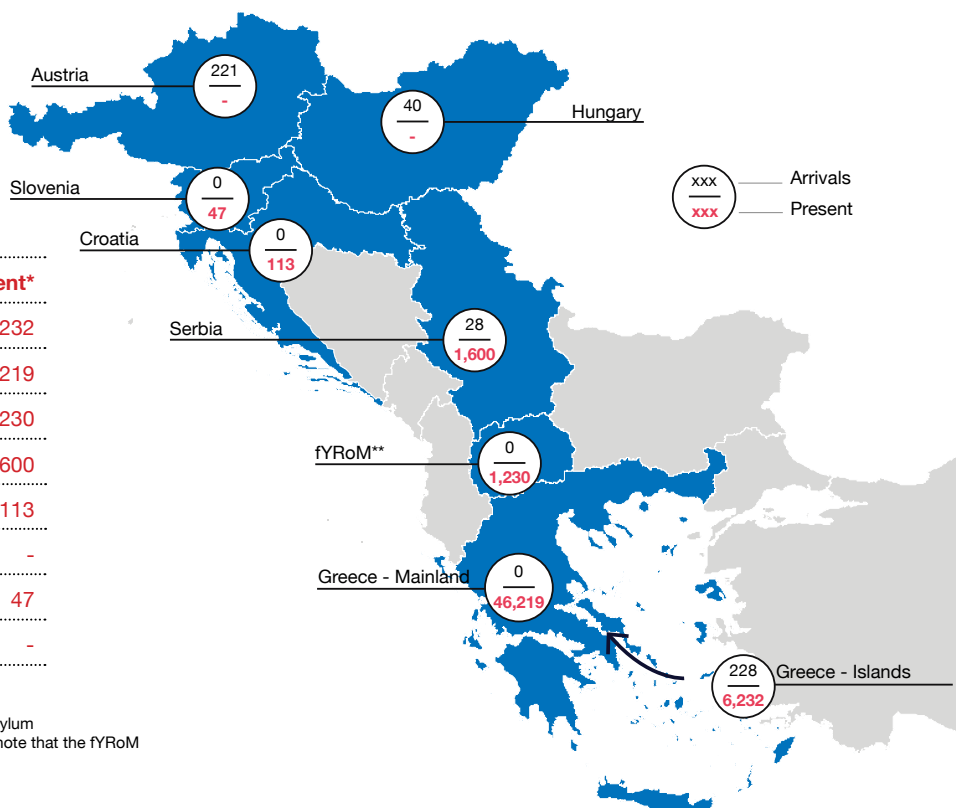 221
Austria
-
40
Hungary
-
xxx
Arrivals
xxx
Present
0
Slovenia
47
0
Croatia
113
ent*
232
219
230
600
113
-
47
-
28
Serbia
1,600
0
fYRoM**
1,230
0
Greece - Mainland
46,219
228
Greece - Islands
6,232
ylum
note that the fYRoM